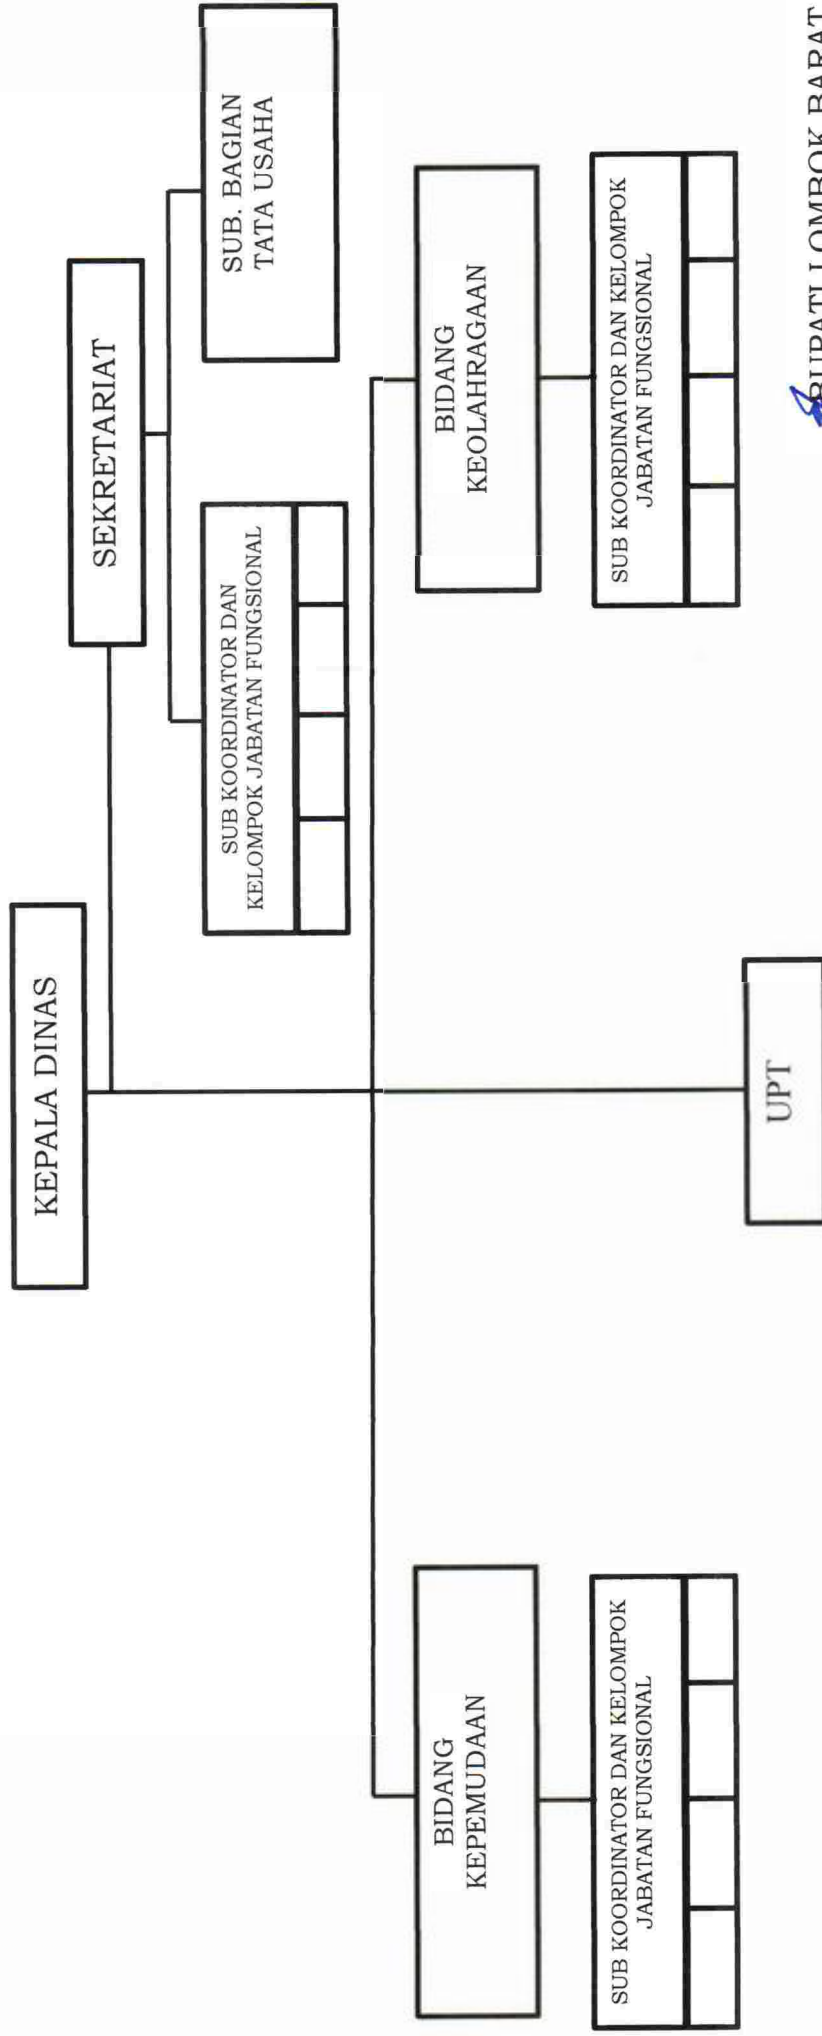 KEPALA DINAS
SEKRETARIAT
SUB KOORDINATOR DAN
KELOMPOK JABATAN FUNGSIONAL
SUB. BAGIAN
TATA USAHA
BIDANG
KEPEMUDAAN
BIDANG
KEOLAHRAGAAN
SUB KOORDINATOR DAN KELOMPOK
JABATAN FUNGSIONAL
SUB KOORDINATOR DAN KELOMPOK
JABATAN FUNGSIONAL
UPT
BUPATI LOMBOK BARAT